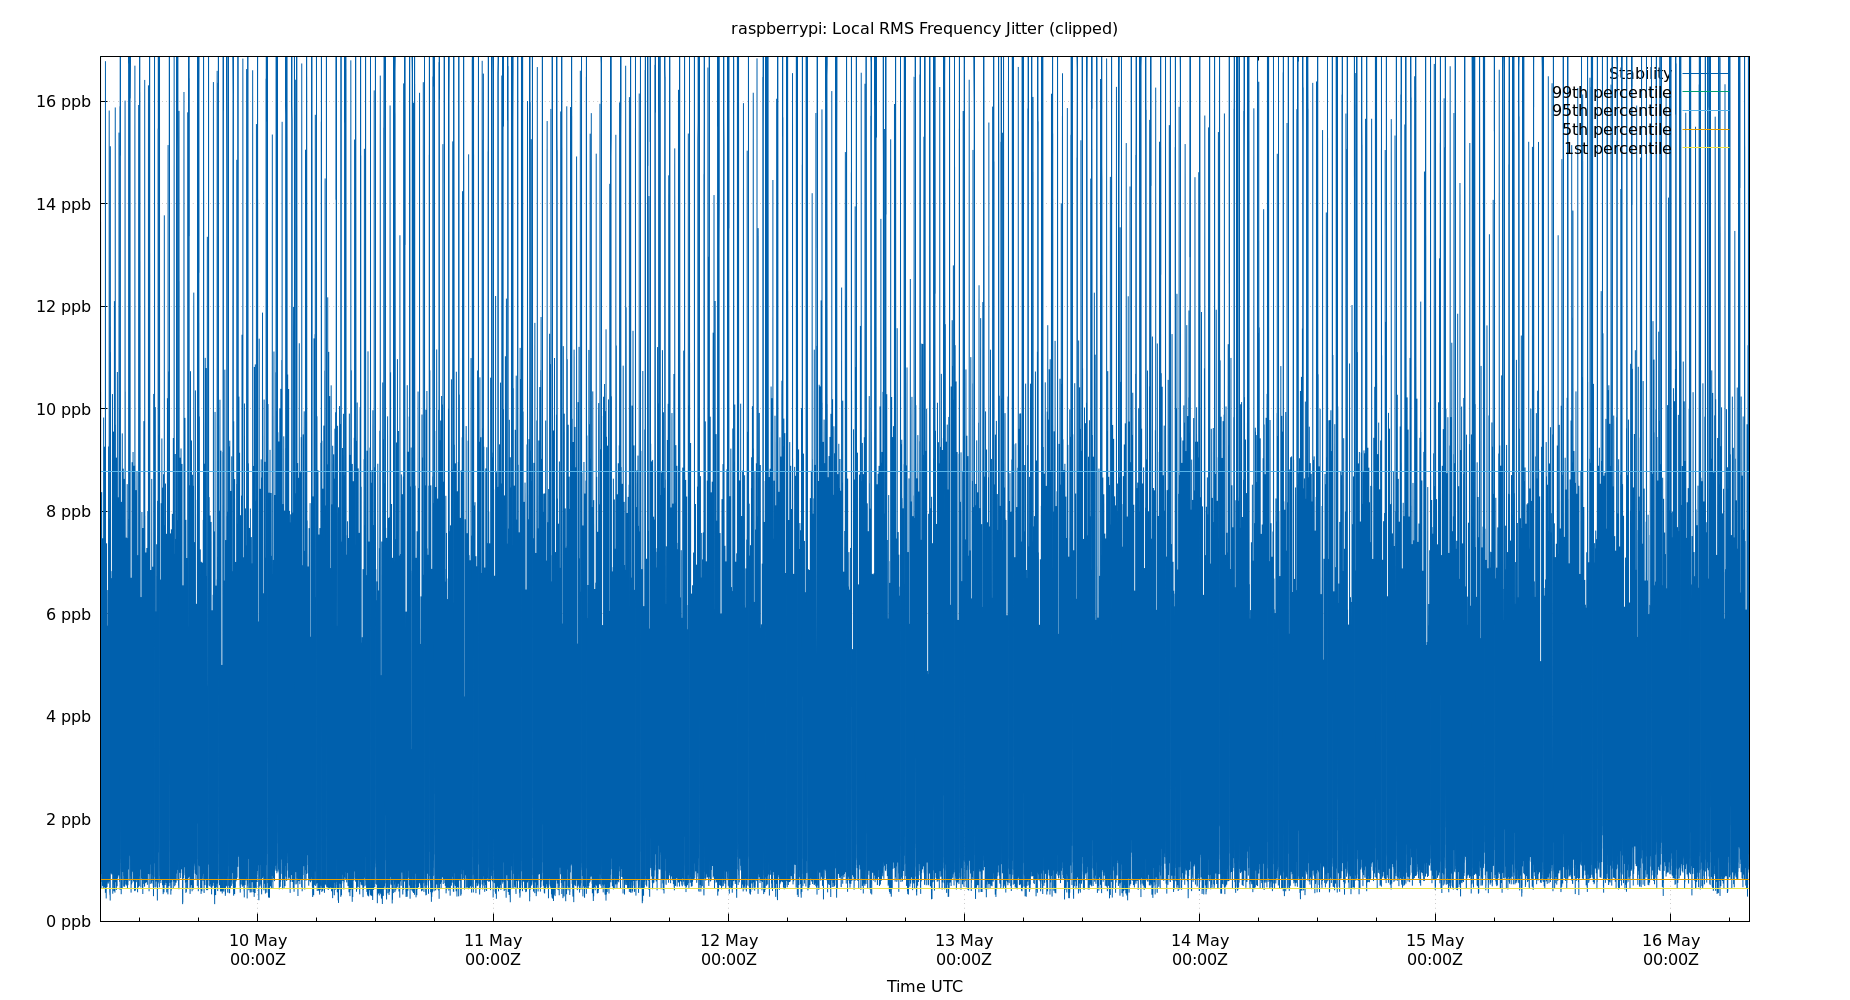 raspberrypi: Local RMS Frequency Jitter (clipped)
Stability
99th percentile
95th percentile
5th percentile
1st percentile
16 ppb
14 ppb
12 ppb
10 ppb
8 ppb
6 ppb
4 ppb
2 ppb
0 ppb
10 May 11 May 12 May 13 May 14 May 15 May 16 May
00:00Z 00:00Z 00:00Z 00:00Z 00:00Z 00:00Z 00:00Z
Time UTC